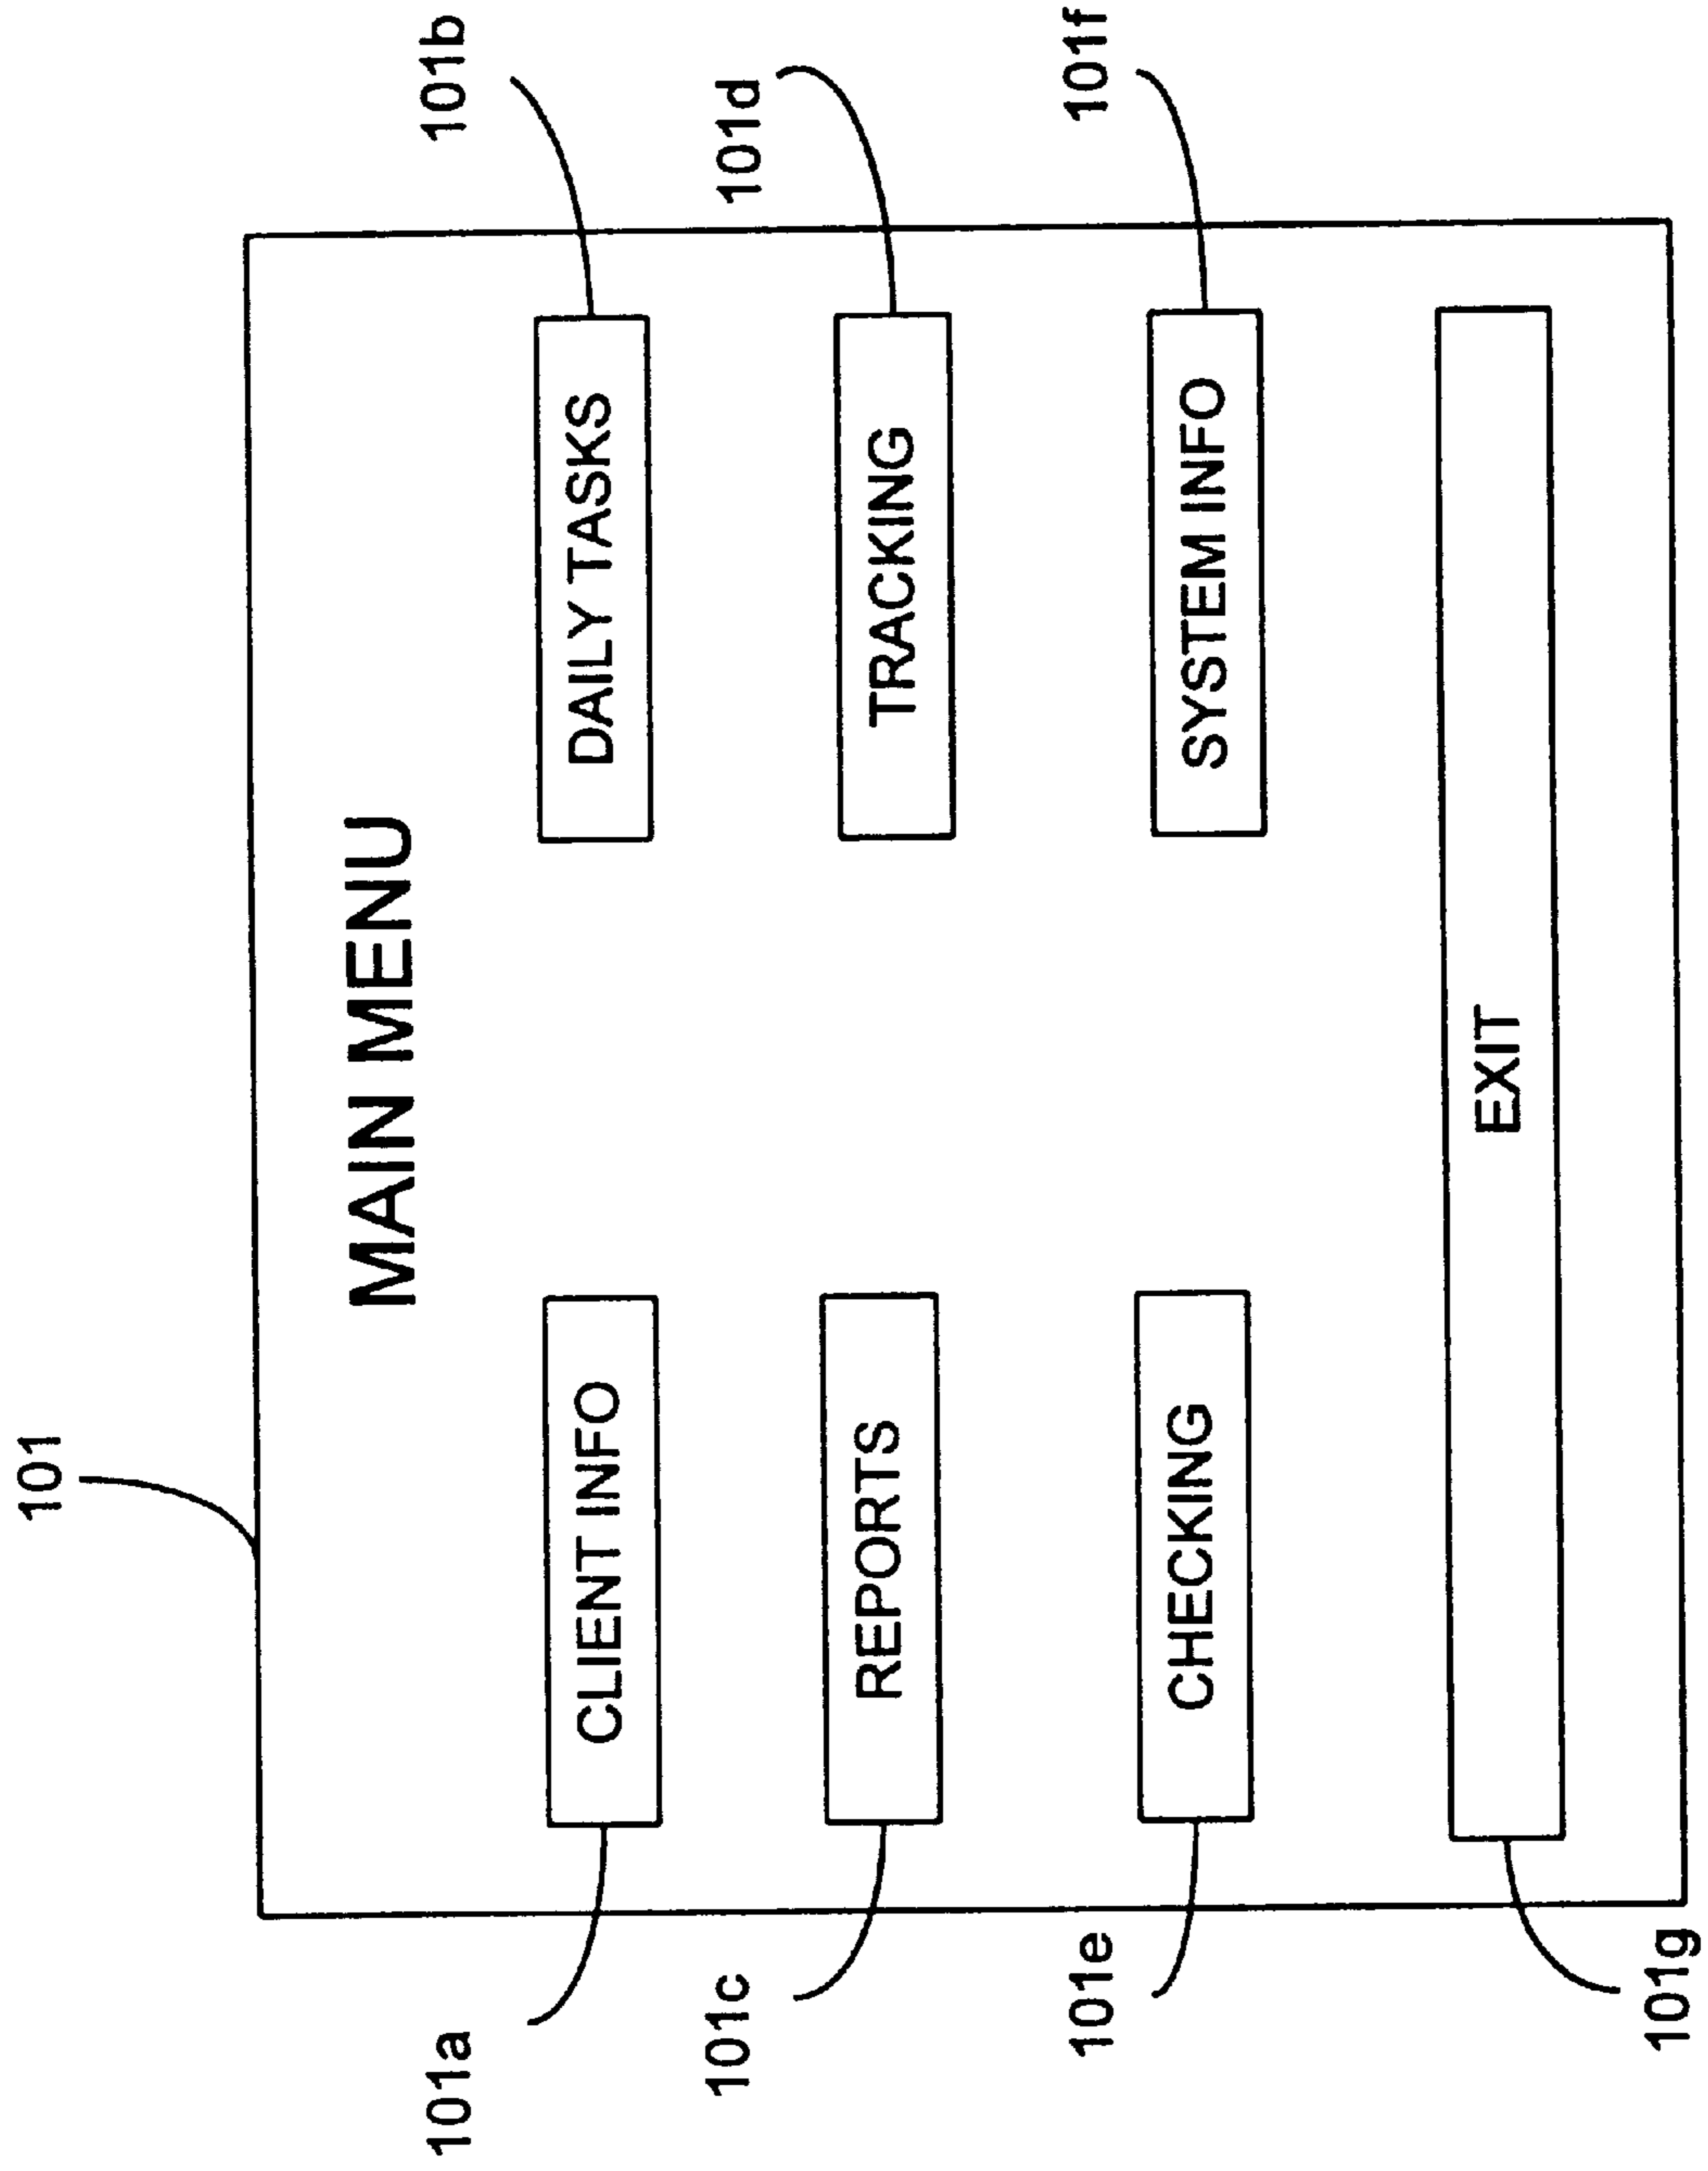 101
MAIN MENU
101a
CLIENT INFO
DAILY TASKS
101b
101c
REPORTS
TRACKING
101d
101e
CHECKING
SYSTEM INFO
101f
EXIT
101g